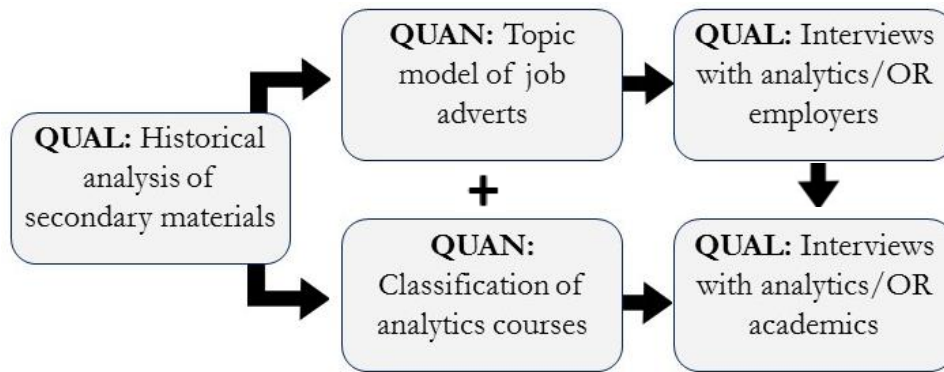 QUAL: Historical
analysis of
secondary materials
QUAN: Topic
model of job
adverts
+
QUAN:
Classification of
analytics courses
QUAL: Interviews
with analytics/OR
employers
QUAL: Interviews
with analytics/OR
academics